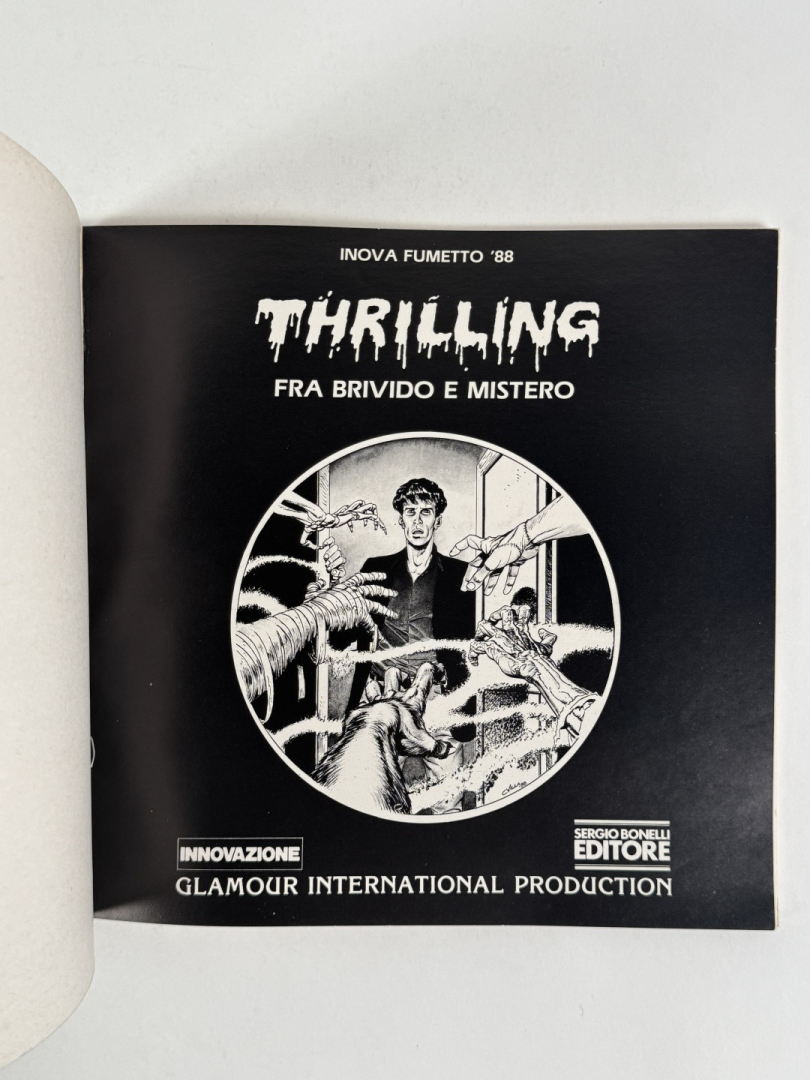 INOVA FUMETTO '88
THRILLING
FRA BRIVIDO E MISTERO
INNOVAZIONE
SERGIO BONELLI
EDITORE
GLAMOUR INTERNATIONAL PRODUCTION